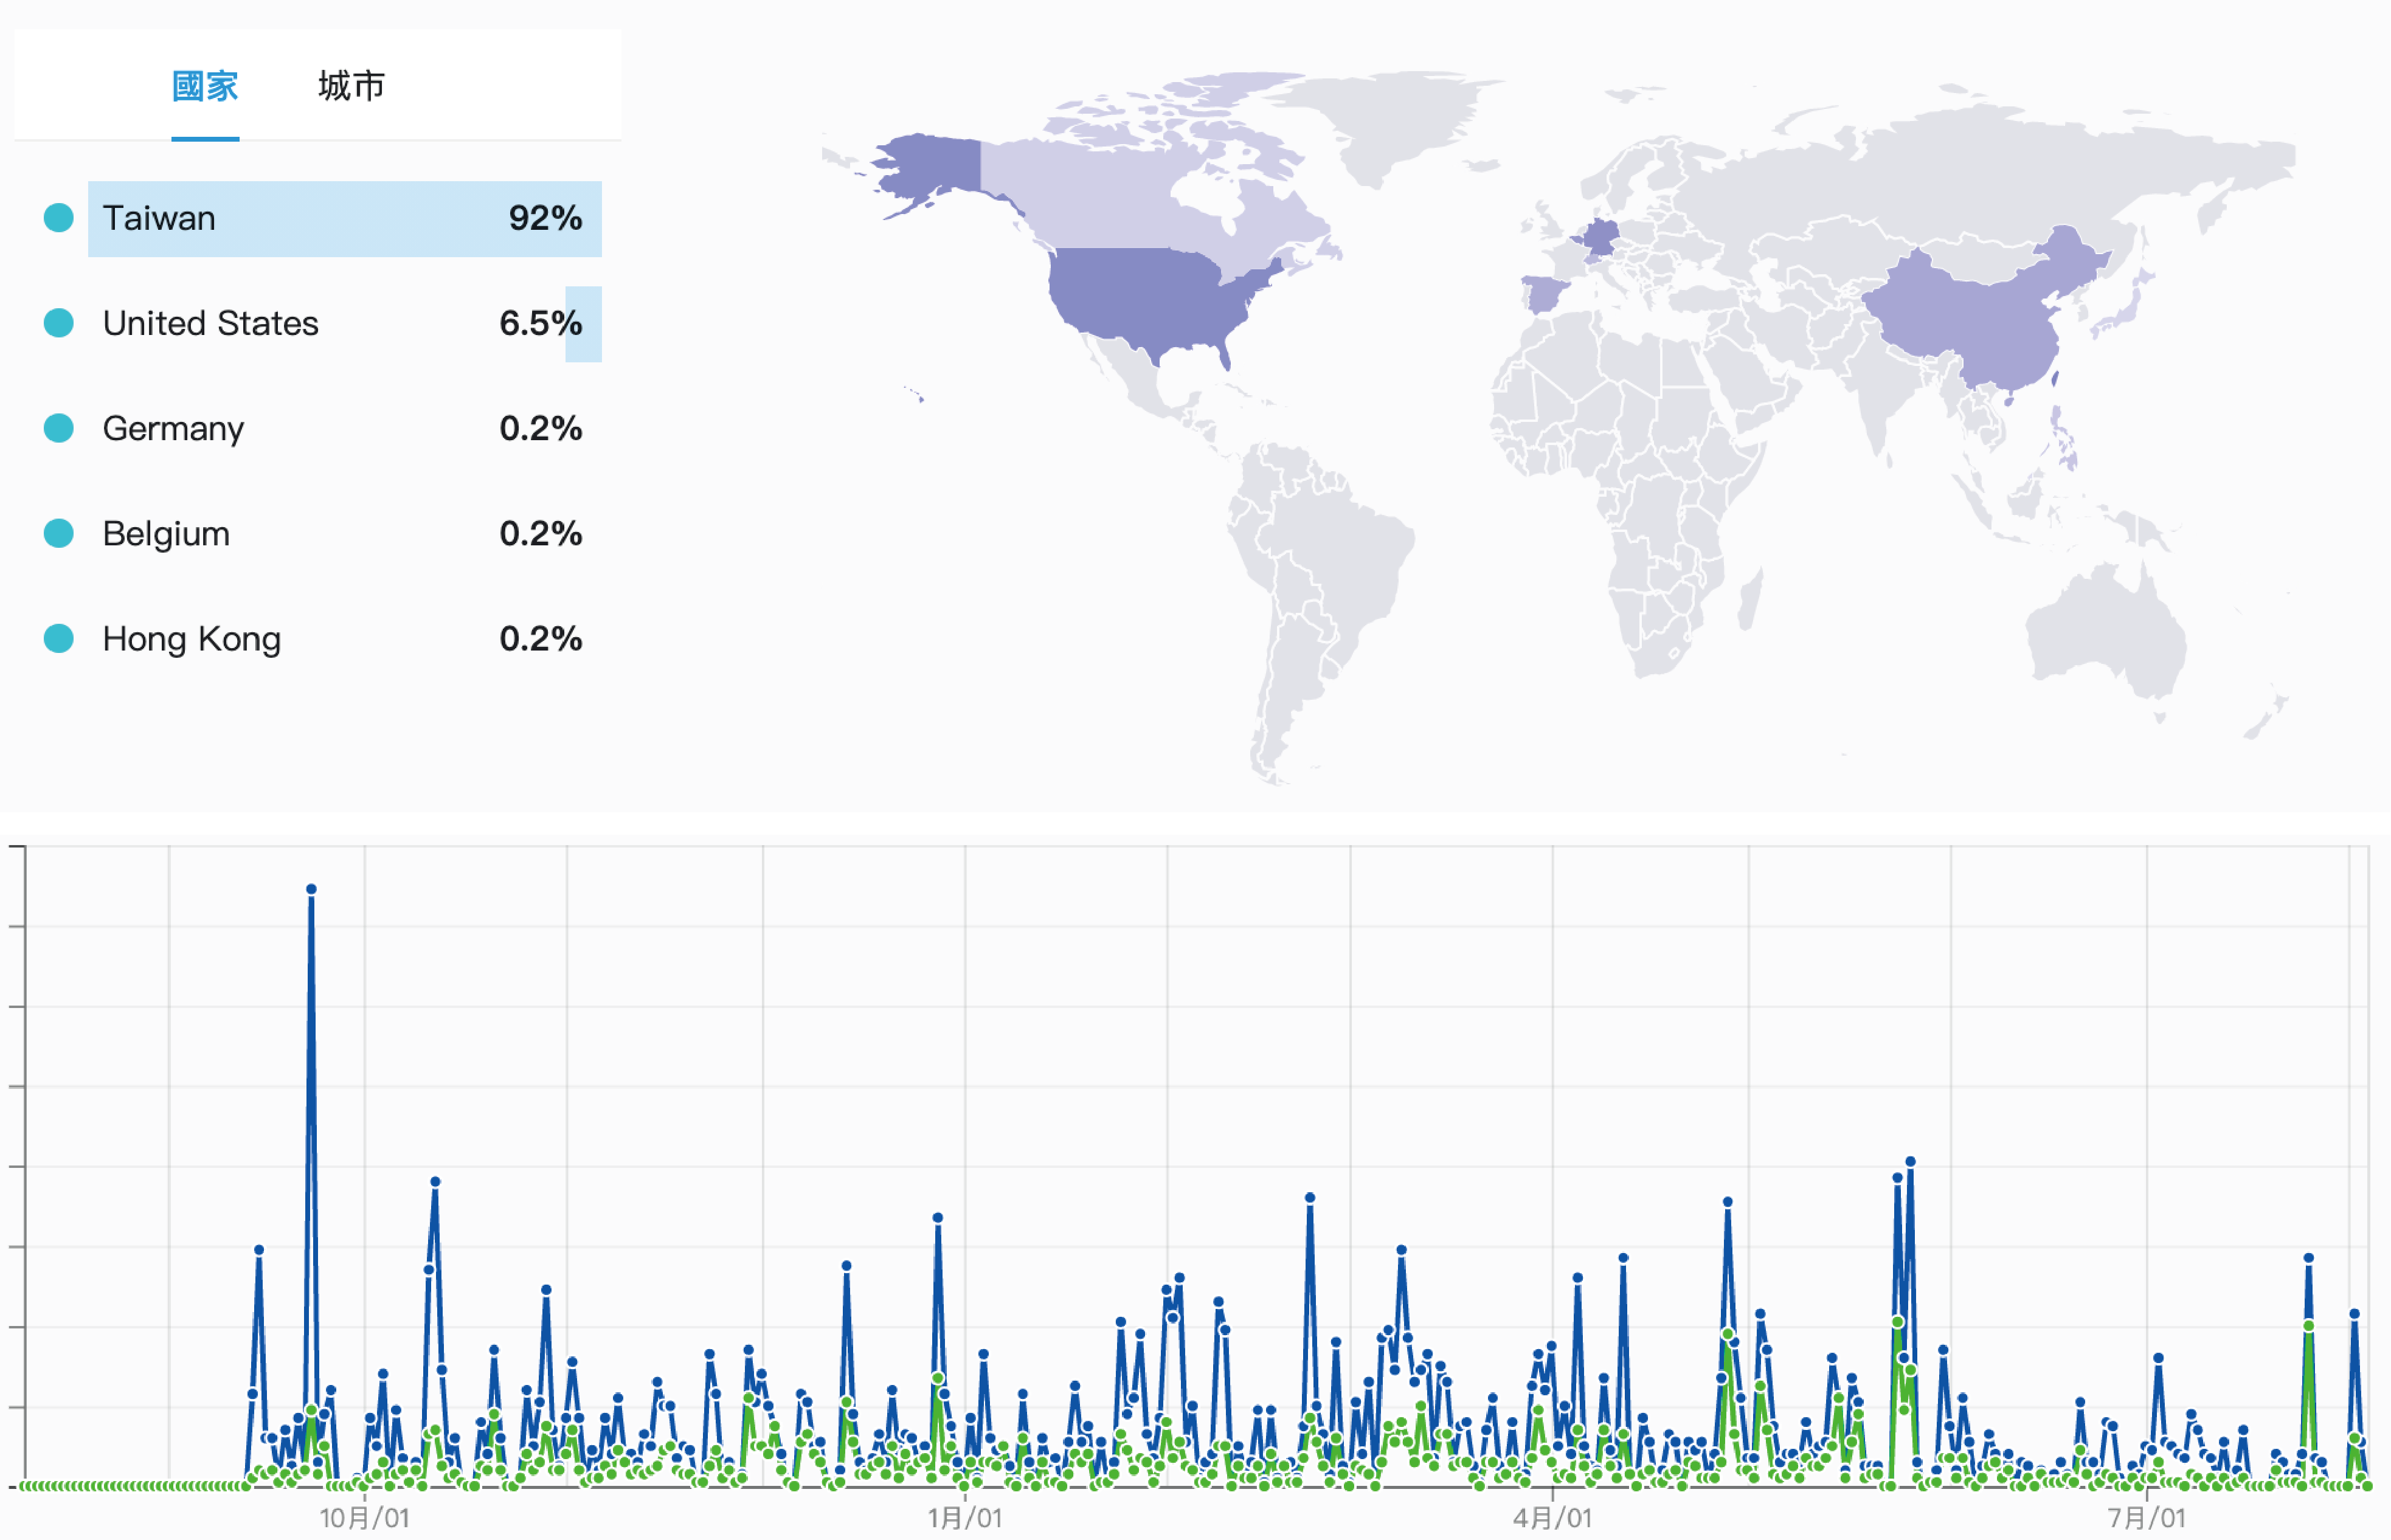 國家 城市
Taiwan 92%
United States 6.5%
Germany 0.2%
Belgium 0.2%
Hong Kong 0.2%
10月/01 1月/01 4月/01 7月/01